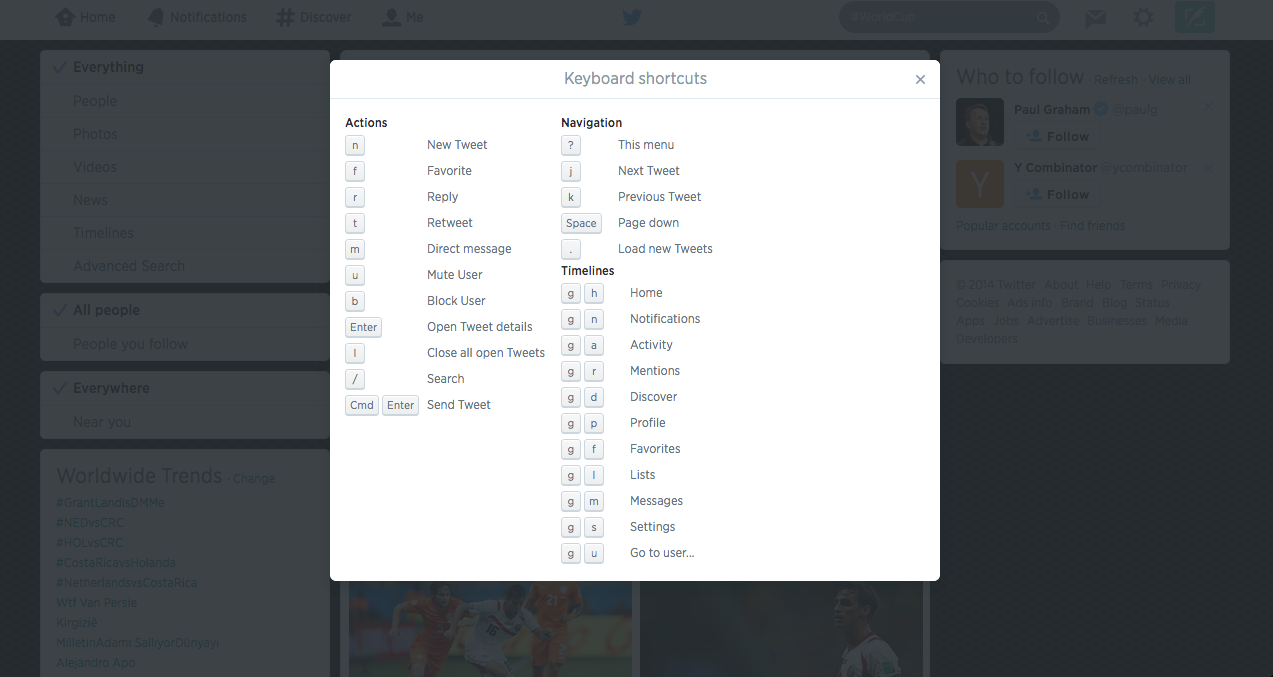 Home Notifications Discover Me #WorldCup
Everything
People
Photos
Videos
News
Timelines
Advanced Search
All people
People you follow
Everywhere
Near you
Worldwide Trends · Change
#GrantLandisDMMe
#NEDvsCRC
#HOLvsCRC
#CostaRicavsHolanda
#NetherlandsvsCostaRica
Wtf Van Persie
Kirgizie
MilletinAdamı SallıyorDünyayı
Alejandro Apo
Keyboard shortcuts ×
Actions
n New Tweet
f Favorite
r Reply
t Retweet
m Direct message
u Mute User
b Block User
Enter Open Tweet details
l Close all open Tweets
/ Search
Cmd Enter Send Tweet
Navigation
? This menu
j Next Tweet
k Previous Tweet
Space Page down
. Load new Tweets
Timelines
g h Home
g n Notifications
g a Activity
g r Mentions
g d Discover
g p Profile
g f Favorites
g l Lists
g m Messages
g s Settings
g u Go to user...
Who to follow · Refresh · View all
Paul Graham @paulg
Follow
Y
Y Combinator @ycombinator
Follow
Popular accounts · Find friends
© 2014 Twitter About Help Terms Privacy
Cookies Ads info Brand Blog Status
Apps Jobs Advertise Businesses Media
Developers
15
21